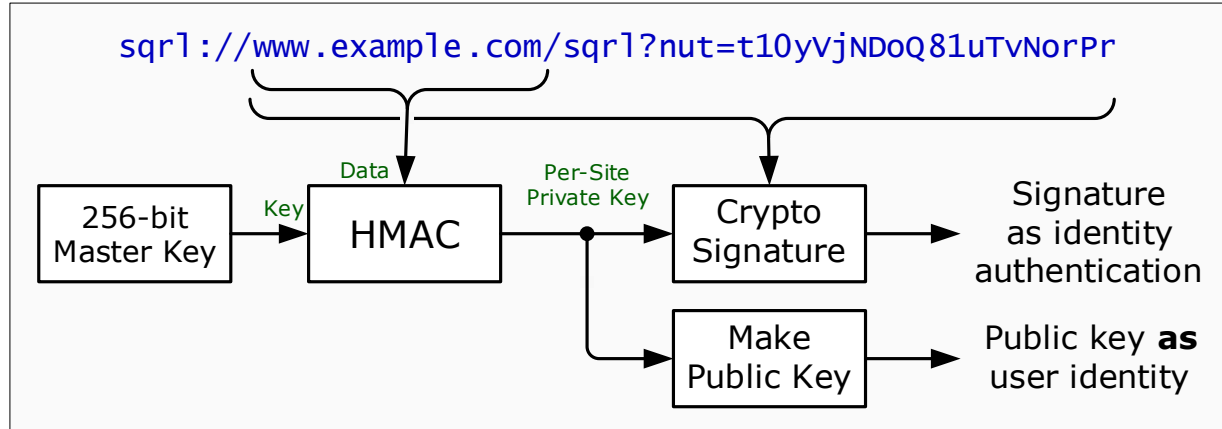 sqrl://www.example.com/sqrl?nut=t10yVjNDoQ81uTvNorPr
Data
Per-Site
Private Key
256-bit
Master Key
Key
HMAC
Crypto
Signature
Signature
as identity
authentication
Make
Public Key
Public key as
user identity